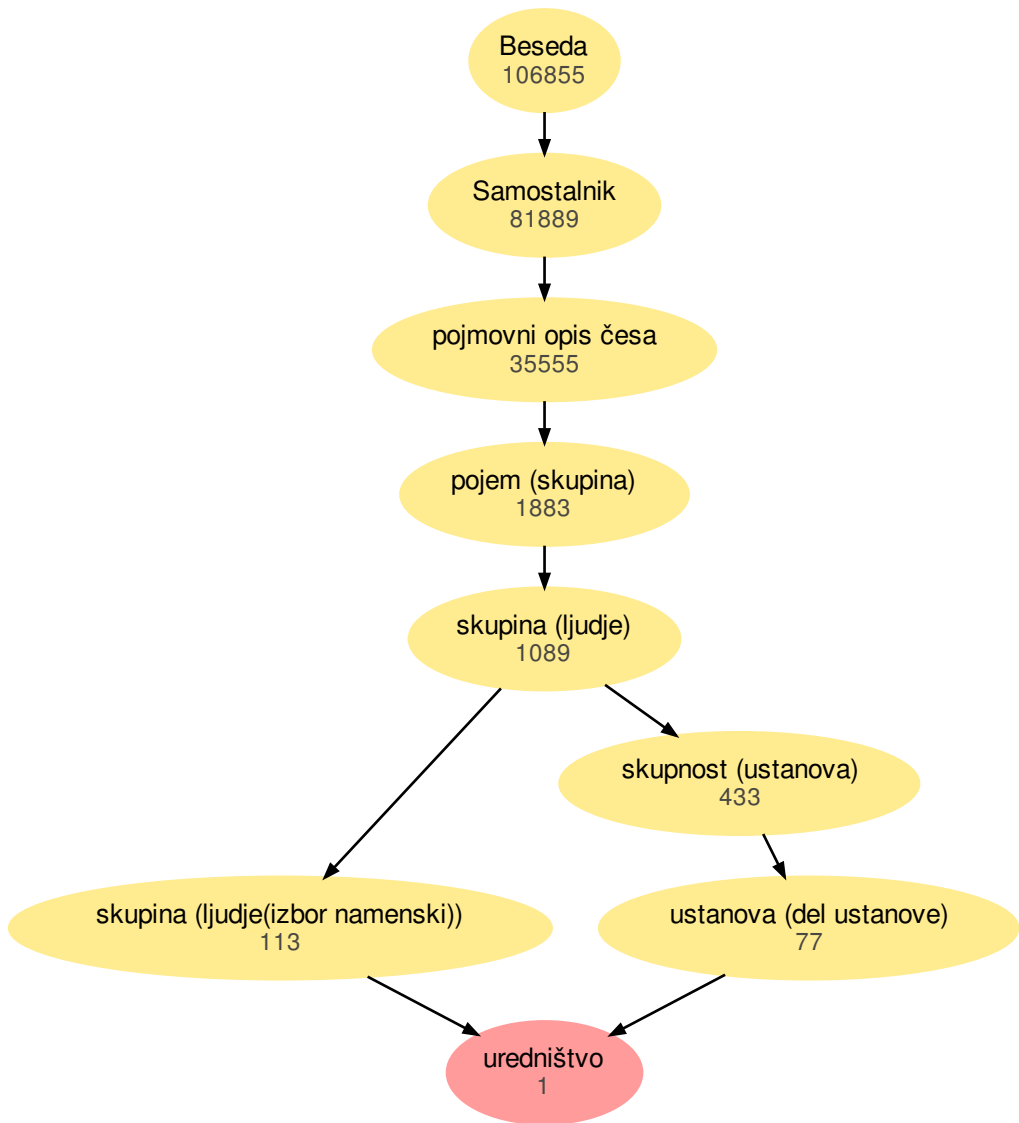 Beseda
106855
Samostalnik
81889
pojmovni opis česa
35555
pojem (skupina)
1883
skupina (ljudje)
1089
skupnost (ustanova)
433
skupina (ljudje(izbor namenski))
113
ustanova (del ustanove)
77
uredništvo
1